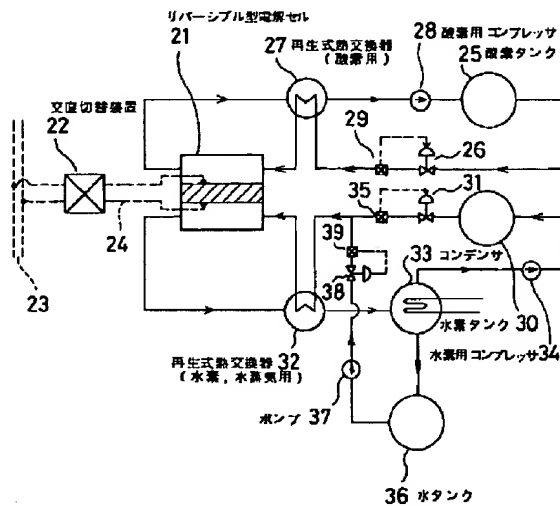 リバーシブル型電解セル
21
27
再生式熱交換器
(酸素用)
28
酸素用コンプレッサ
25
酸素タンク
交直切替装置
22
29
26
35
31
24
39
33
コンデンサ
38
23
水素タンク 30
34
再生式熱交換器 32
(水素,水蒸気用)
水素用コンプレッサ
ポンプ
37
36 水タンク